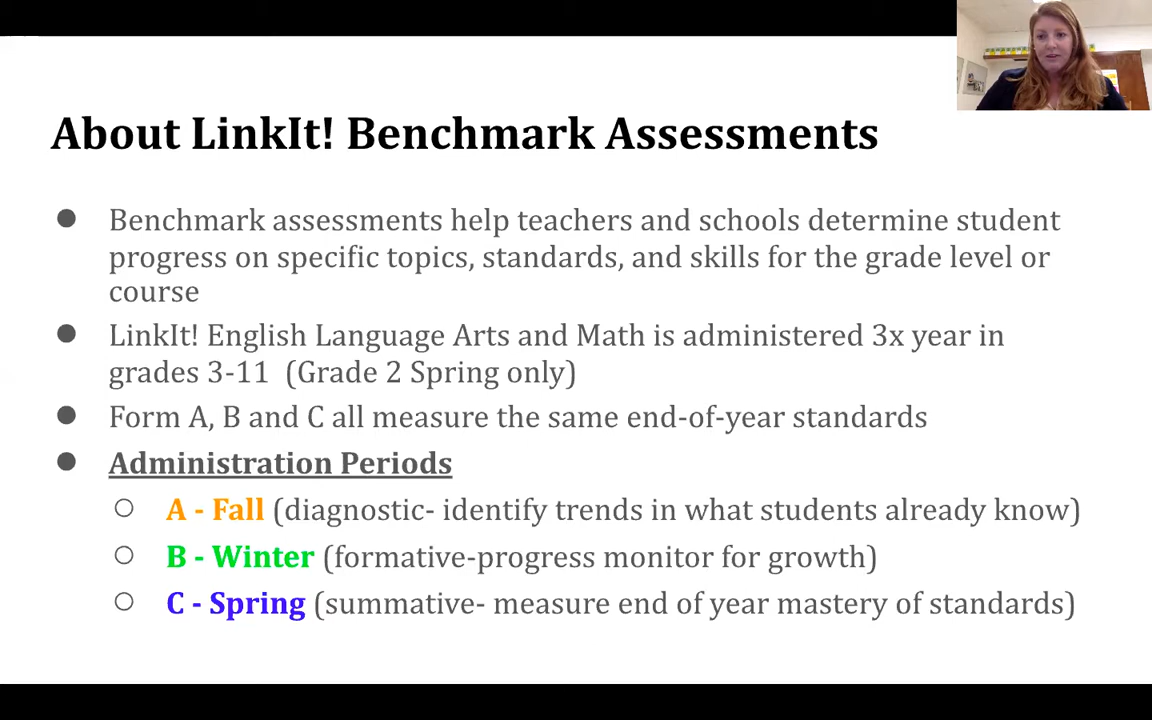 About LinkIt! Benchmark Assessments
● Benchmark assessments help teachers and schools determine student
progress on specific topics, standards, and skills for the grade level or
course
● LinkIt! English Language Arts and Math is administered 3x year in
grades 3-11 (Grade 2 Spring only)
● Form A, B and C all measure the same end-of-year standards
● Administration Periods
○ A - Fall (diagnostic- identify trends in what students already know)
○ B - Winter (formative-progress monitor for growth)
○ C - Spring (summative- measure end of year mastery of standards)